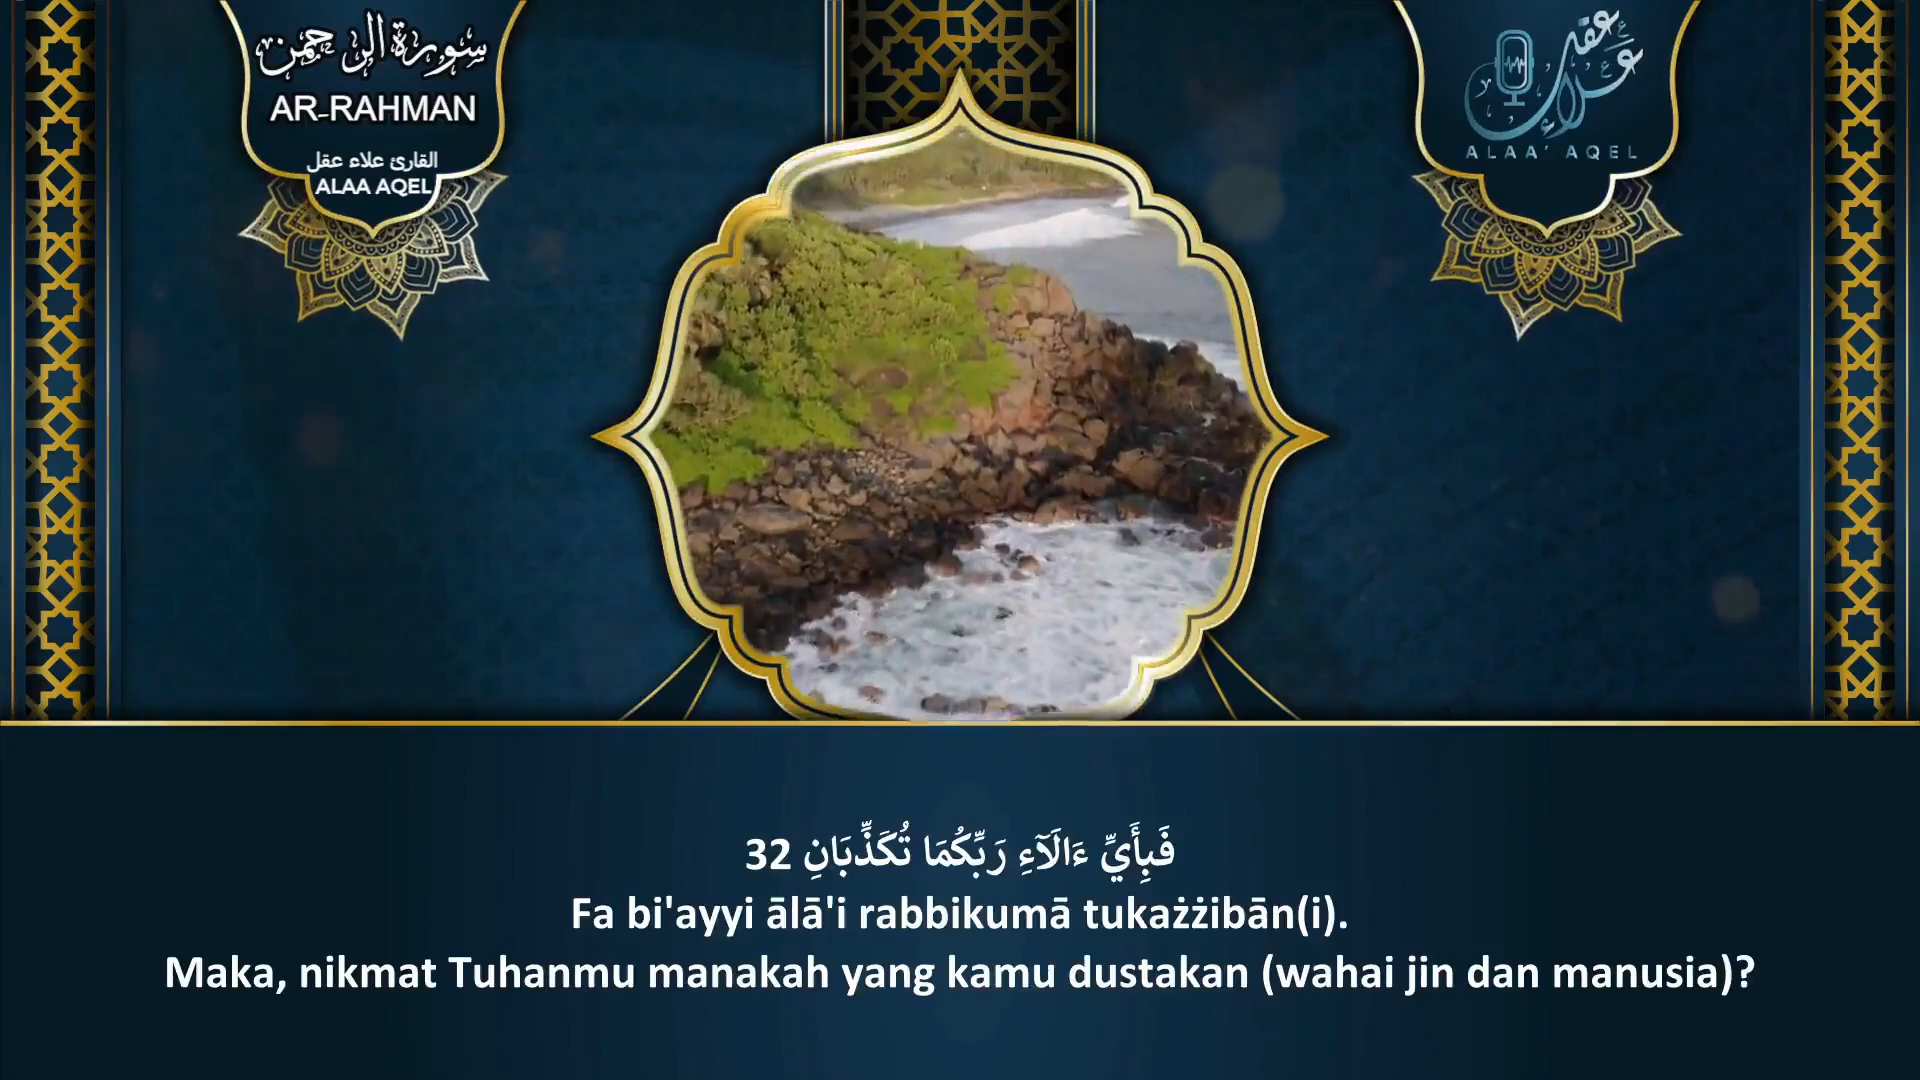 سورة الرحمن
AR-RAHMAN
القارئ علاء عقل
ALAA AQEL
علاء عقل
ALAA' AQEL
فَبِأَيِّ ءَالَآءِ رَبِّكُمَا تُكَذِّبَانِ 32
Fa bi'ayyi ālā'i rabbikumā tukażżibān(i).
Maka, nikmat Tuhanmu manakah yang kamu dustakan (wahai jin dan manusia)?